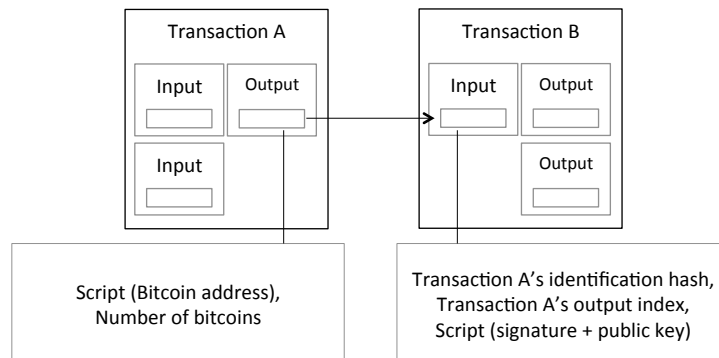 Transaction A
Input
Output
Input
Transaction B
Input
Output
Output
Script (Bitcoin address),
Number of bitcoins
Transaction A’s identification hash,
Transaction A’s output index,
Script (signature + public key)